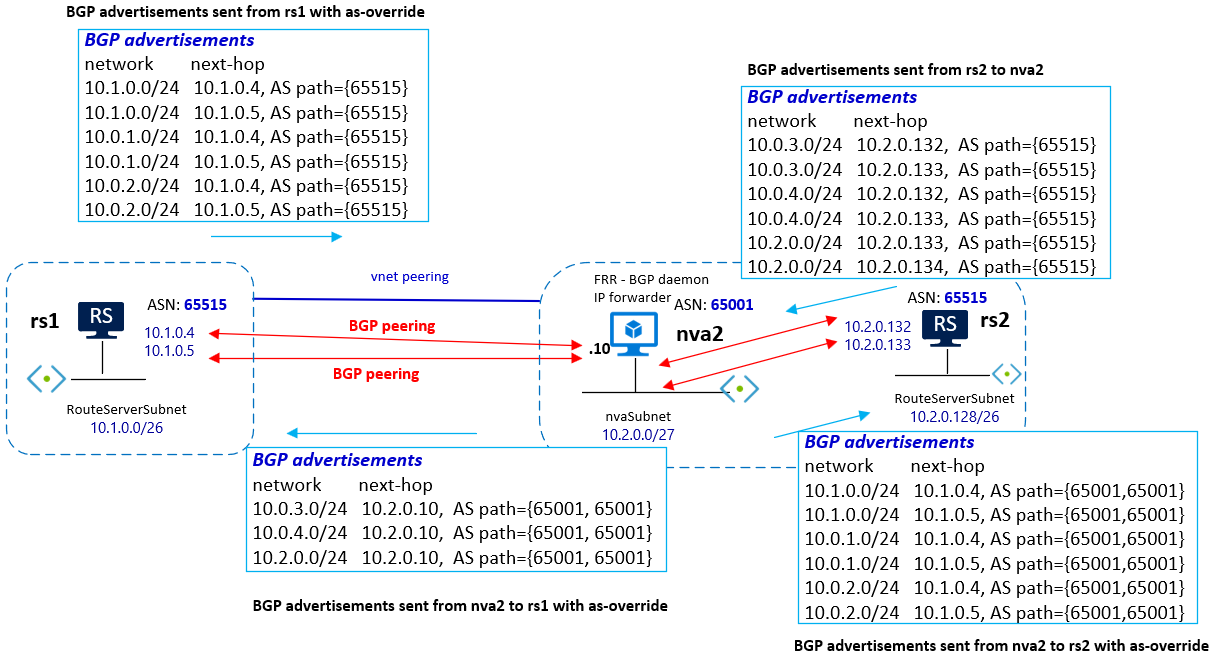 BGP advertisements sent from rs1 with as-override
BGP advertisements
network next-hop
10.1.0.0/24 10.1.0.4, AS path={65515}
10.1.0.0/24 10.1.0.5, AS path={65515}
10.0.1.0/24 10.1.0.4, AS path={65515}
10.0.1.0/24 10.1.0.5, AS path={65515}
10.0.2.0/24 10.1.0.4, AS path={65515}
10.0.2.0/24 10.1.0.5, AS path={65515}
BGP advertisements sent from rs2 to nva2
BGP advertisements
network next-hop
10.0.3.0/24 10.2.0.132, AS path={65515}
10.0.3.0/24 10.2.0.133, AS path={65515}
10.0.4.0/24 10.2.0.132, AS path={65515}
10.0.4.0/24 10.2.0.133, AS path={65515}
10.2.0.0/24 10.2.0.133, AS path={65515}
10.2.0.0/24 10.2.0.134, AS path={65515}
rs1
RS
ASN: 65515
10.1.0.4
10.1.0.5
RouteServerSubnet
10.1.0.0/26
vnet peering
BGP peering
BGP peering
FRR - BGP daemon
IP forwarder
ASN: 65001
nva2
.10
nvaSubnet
10.2.0.0/27
ASN: 65515
RS
rs2
10.2.0.132
10.2.0.133
RouteServerSubnet
10.2.0.128/26
BGP advertisements
network next-hop
10.0.3.0/24 10.2.0.10, AS path={65001, 65001}
10.0.4.0/24 10.2.0.10, AS path={65001, 65001}
10.2.0.0/24 10.2.0.10, AS path={65001, 65001}
BGP advertisements sent from nva2 to rs1 with as-override
BGP advertisements
network next-hop
10.1.0.0/24 10.1.0.4, AS path={65001,65001}
10.1.0.0/24 10.1.0.5, AS path={65001,65001}
10.0.1.0/24 10.1.0.4, AS path={65001,65001}
10.0.1.0/24 10.1.0.5, AS path={65001,65001}
10.0.2.0/24 10.1.0.4, AS path={65001,65001}
10.0.2.0/24 10.1.0.5, AS path={65001,65001}
BGP advertisements sent from nva2 to rs2 with as-override